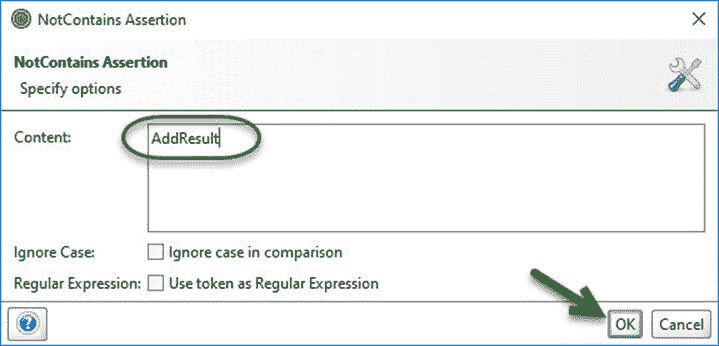 NotContains Assertion
NotContains Assertion
Specify options
Content:
AddResult
Ignore Case:
Ignore case in comparison
Regular Expression:
Use token as Regular Expression
?
OK
Cancel